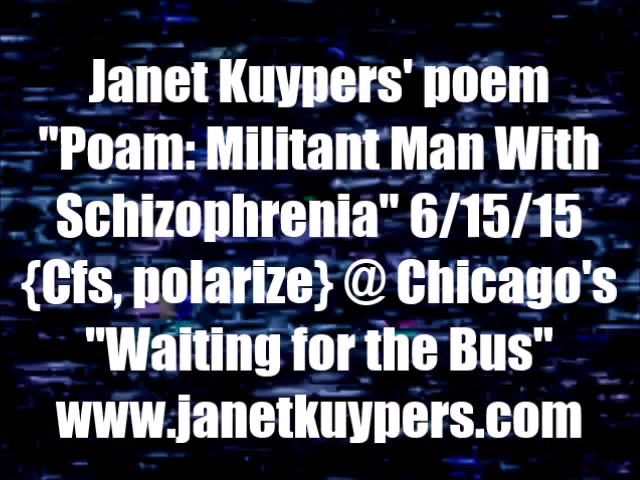 Janet Kuypers' poem
"Poam: Militant Man With
Schizophrenia" 6/15/15
{Cfs, polarize} @ Chicago's
"Waiting for the Bus"
www.janetkuypers.com